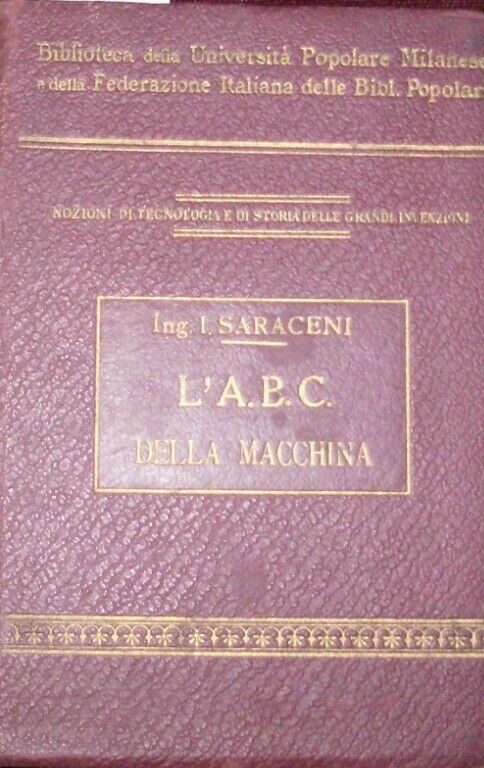 Biblioteca della Università Popolare Milanese
e della Federazione Italiana delle Bibl. Popolari
NOZIONI DI TECNOLOGIA E DI STORIA DELLE GRANDI INVENZIONI
Ing. I. SARACENI
L'A.B.C.
DELLA MACCHINA